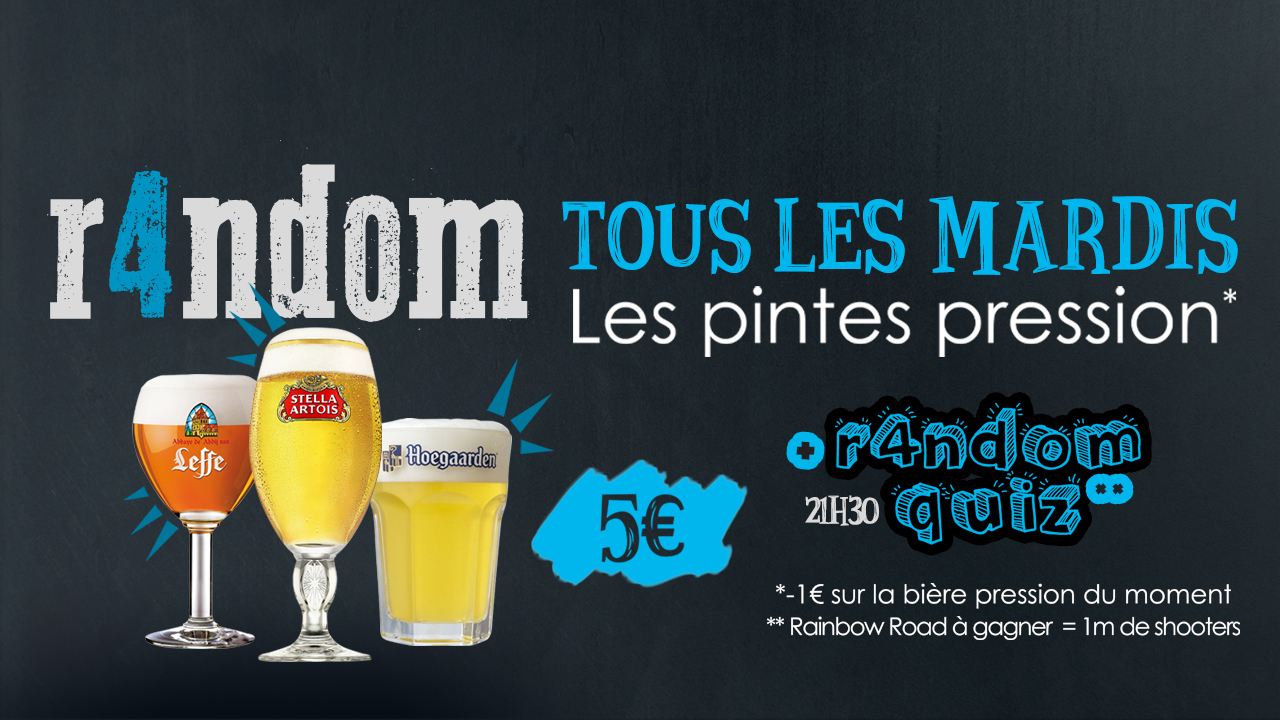 r4ndom
TOUS LES MARDIS
Les pintes pression*
STELLA
ARTOIS
Leffe
Hoegaarden
5€
+ r4ndom
21H30 quiz**
*-1€ sur la bière pression du moment
** Rainbow Road à gagner = 1m de shooters